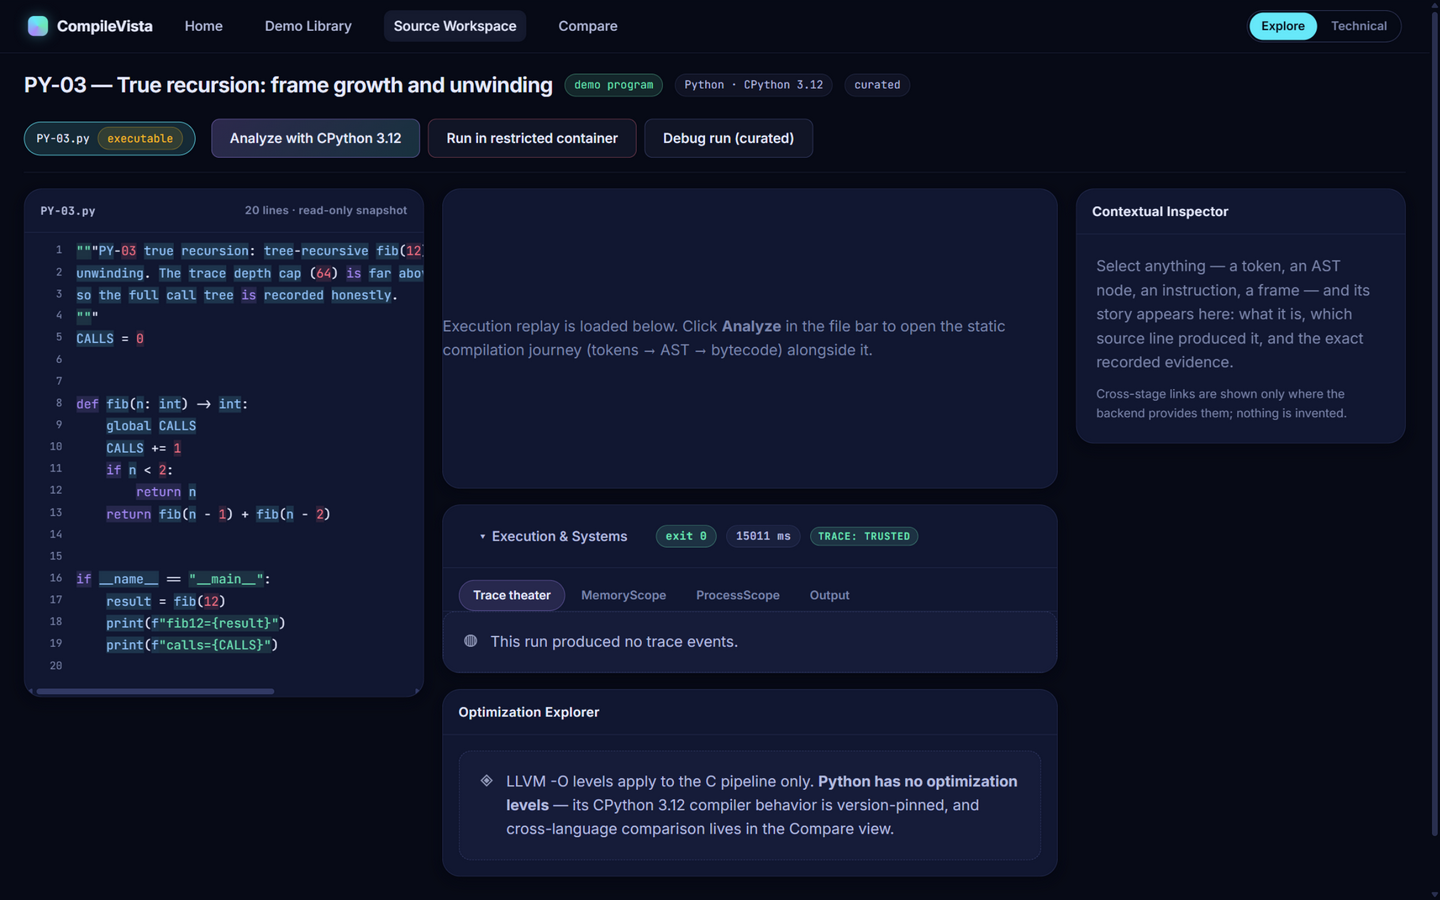 CompileVista
Home
Demo Library
Source Workspace
Compare
Explore
Technical
PY-03 — True recursion: frame growth and unwinding
demo program
Python · CPython 3.12
curated
PY-03.py
executable
Analyze with CPython 3.12
Run in restricted container
Debug run (curated)
PY-03.py
20 lines · read-only snapshot
1 """PY-03 true recursion: tree-recursive fib(12)
2 unwinding. The trace depth cap (64) is far abov
3 so the full call tree is recorded honestly.
4 """
5 CALLS = 0
6
7
8 def fib(n: int) -> int:
9 global CALLS
10 CALLS += 1
11 if n < 2:
12 return n
13 return fib(n - 1) + fib(n - 2)
14
15
16 if __name__ == "__main__":
17 result = fib(12)
18 print(f"fib12={result}")
19 print(f"calls={CALLS}")
20
Execution replay is loaded below. Click Analyze in the file bar to open the static
compilation journey (tokens → AST → bytecode) alongside it.
Execution & Systems
exit 0
15011 ms
TRACE: TRUSTED
Trace theater
MemoryScope
ProcessScope
Output
This run produced no trace events.
Optimization Explorer
LLVM -O levels apply to the C pipeline only. Python has no optimization
levels — its CPython 3.12 compiler behavior is version-pinned, and
cross-language comparison lives in the Compare view.
Contextual Inspector
Select anything — a token, an AST
node, an instruction, a frame — and its
story appears here: what it is, which
source line produced it, and the exact
recorded evidence.
Cross-stage links are shown only where the
backend provides them; nothing is invented.